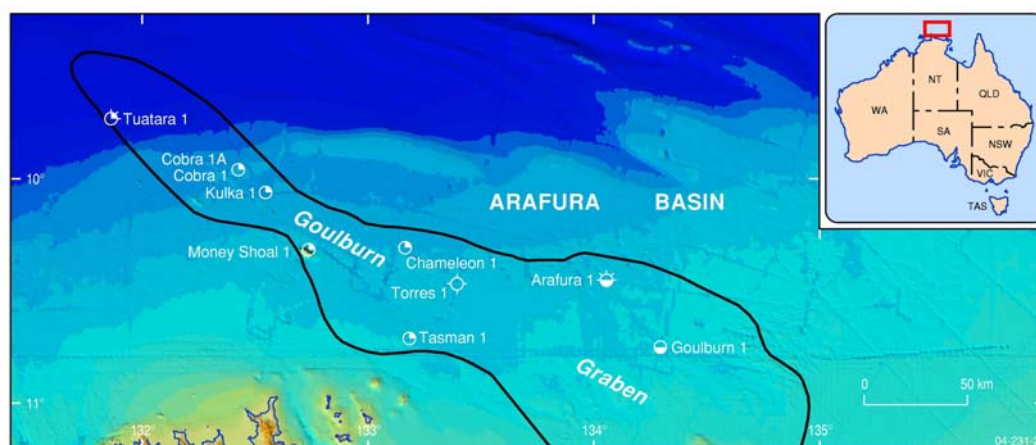 Tuatara 1
Cobra 1A
Cobra 1
Kulka 1
10°
10°
Goulburn
ARAFURA BASIN
Money Shoal 1
Chameleon 1
Torres 1
Arafura 1
Tasman 1
Goulburn 1
Graben
0 50 km
11°
132°
133°
134°
135°
WA
NT
QLD
SA
NSW
VIC
TAS